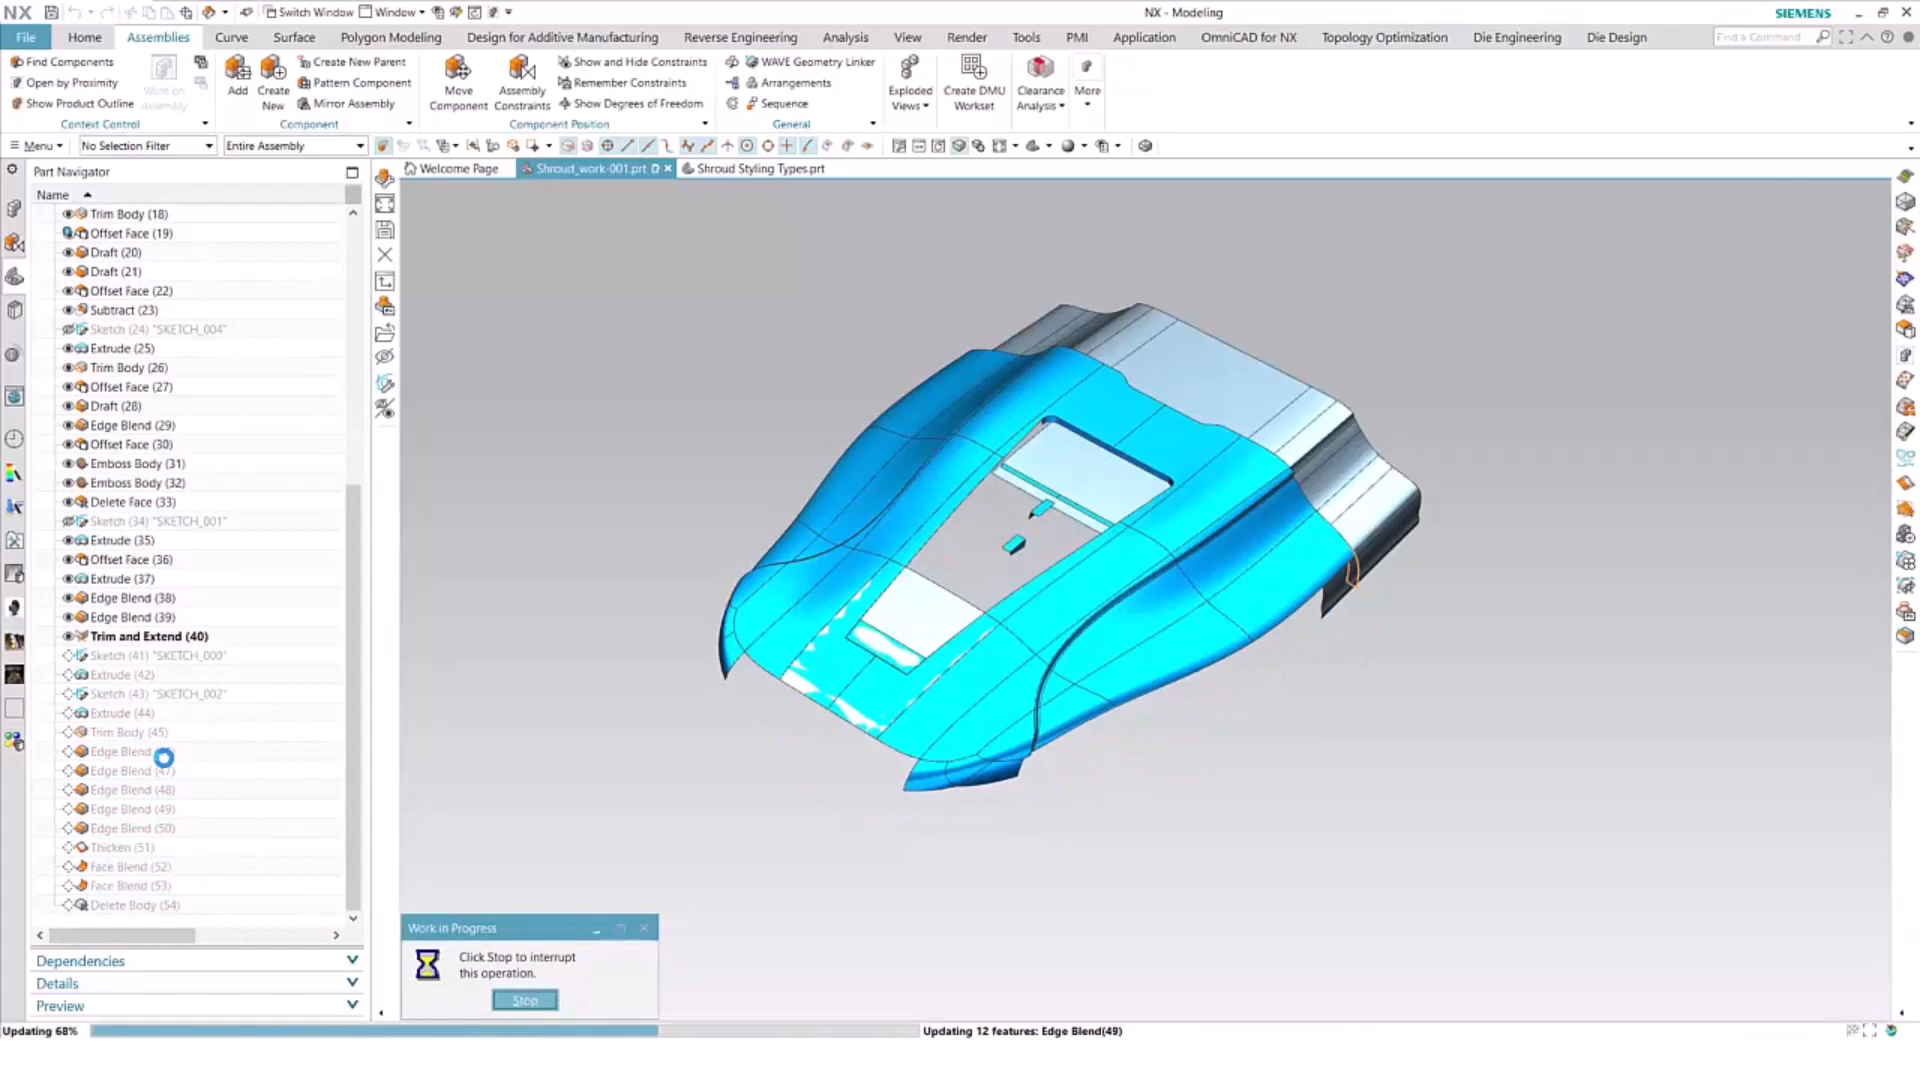 NX
Switch Window Window
NX - Modeling
SIEMENS
File Home Assemblies Curve Surface Polygon Modeling Design for Additive Manufacturing Reverse Engineering Analysis View Render Tools PMI Application OmniCAD for NX Topology Optimization Die Engineering Die Design Find a Command
Find Components
Open by Proximity
Show Product Outline
Work on Assembly
Context Control
Add
Create New
Create New Parent
Pattern Component
Mirror Assembly
Component
Move Component
Assembly Constraints
Show and Hide Constraints
Remember Constraints
Show Degrees of Freedom
Component Position
WAVE Geometry Linker
Arrangements
Sequence
General
Exploded Views
Create DMU Workset
Clearance Analysis
More
Menu No Selection Filter Entire Assembly
Part Navigator
Welcome Page Shroud_work-001.prt Shroud Styling Types.prt
Name
Trim Body (18)
Offset Face (19)
Draft (20)
Draft (21)
Offset Face (22)
Subtract (23)
Sketch (24) "SKETCH_004"
Extrude (25)
Trim Body (26)
Offset Face (27)
Draft (28)
Edge Blend (29)
Offset Face (30)
Emboss Body (31)
Emboss Body (32)
Delete Face (33)
Sketch (34) "SKETCH_001"
Extrude (35)
Offset Face (36)
Extrude (37)
Edge Blend (38)
Edge Blend (39)
Trim and Extend (40)
Sketch (41) "SKETCH_000"
Extrude (42)
Sketch (43) "SKETCH_002"
Extrude (44)
Trim Body (45)
Edge Blend
Edge Blend (47)
Edge Blend (48)
Edge Blend (49)
Edge Blend (50)
Thicken (51)
Face Blend (52)
Face Blend (53)
Delete Body (54)
Dependencies
Details
Preview
Work in Progress
Click Stop to interrupt
this operation.
Stop
Updating 68%
Updating 12 features: Edge Blend(49)